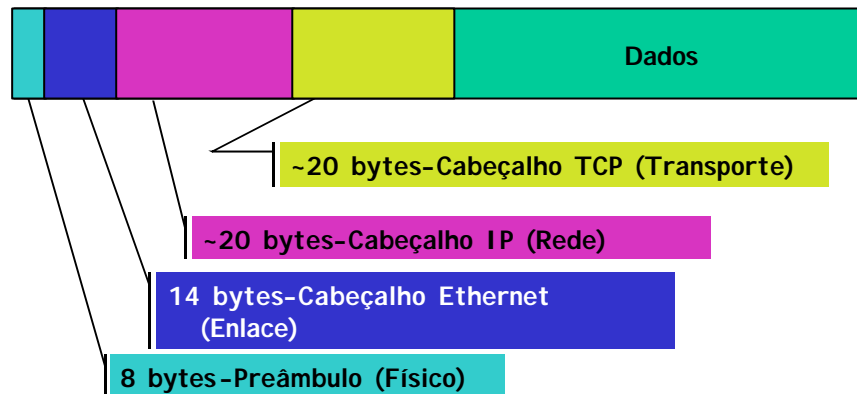 Dados
~20 bytes-Cabeçalho TCP (Transporte)
~20 bytes-Cabeçalho IP (Rede)
14 bytes-Cabeçalho Ethernet
(Enlace)
8 bytes-Preâmbulo (Físico)